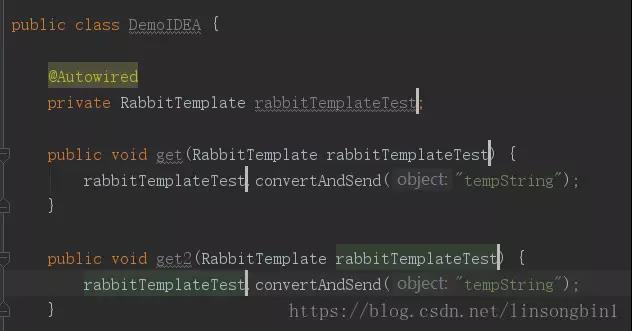 public class DemoIDEA {
@Autowired
private RabbitTemplate rabbitTemplateTest;
public void get(RabbitTemplate rabbitTemplateTest) {
rabbitTemplateTest.convertAndSend( object: "tempString");
}
public void get2(RabbitTemplate rabbitTemplateTest) {
rabbitTemplateTest.convertAndSend( object: "tempString");
}
https://blog.csdn.net/linsongbin1